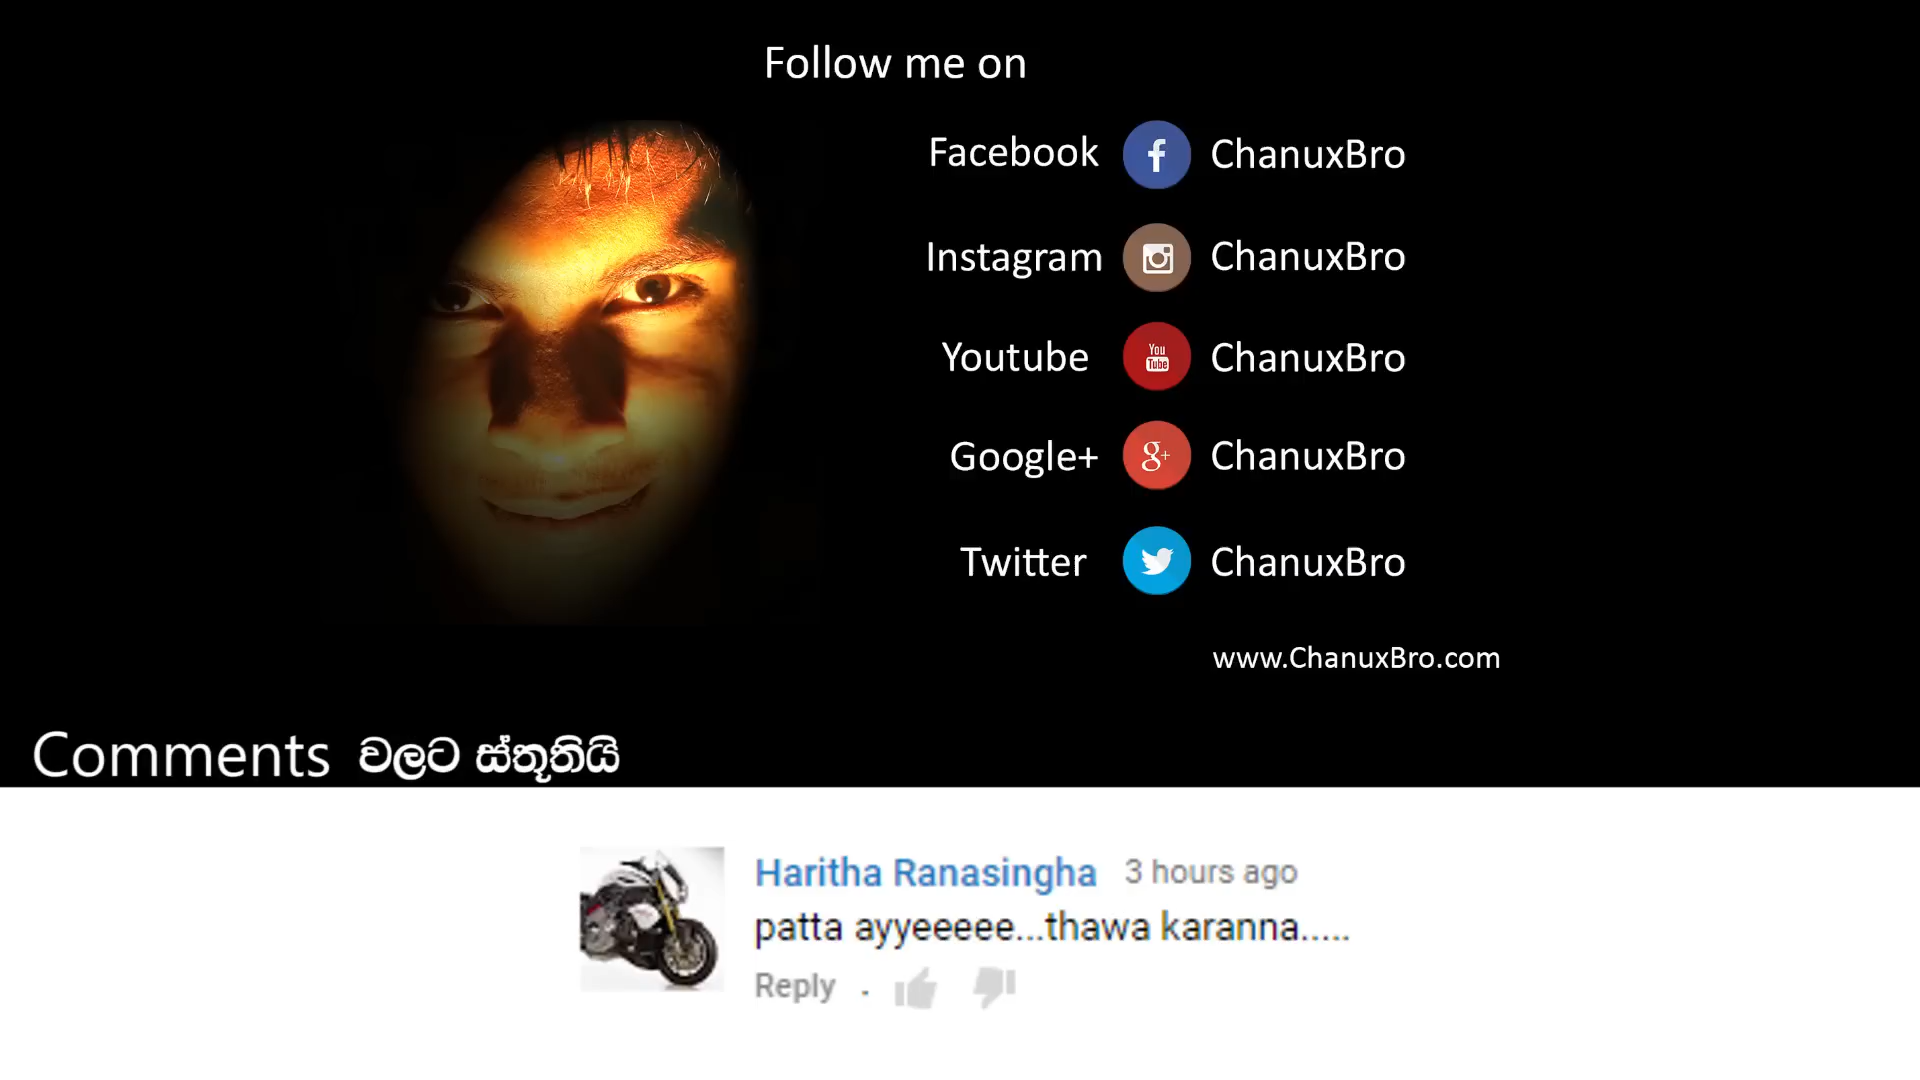 Follow me on
Facebook f ChanuxBro
Instagram ChanuxBro
Youtube You Tube ChanuxBro
Google+ g+ ChanuxBro
Twitter ChanuxBro
www.ChanuxBro.com
Comments වලට ස්තූතියි
Haritha Ranasingha 3 hours ago
patta ayyeeeee...thawa karanna.....
Reply .